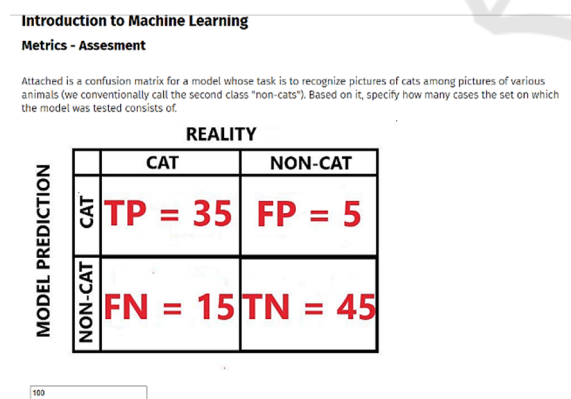 Introduction to Machine Learning
Metrics - Assesment
Attached is a confusion matrix for a model whose task is to recognize pictures of cats among pictures of various
animals (we conventionally call the second class "non-cats"). Based on it, specify how many cases the set on which
the model was tested consists of.
REALITY
CAT NON-CAT
MODEL PREDICTION
CAT
TP = 35 FP = 5
NON-CAT
FN = 15 TN = 45
100